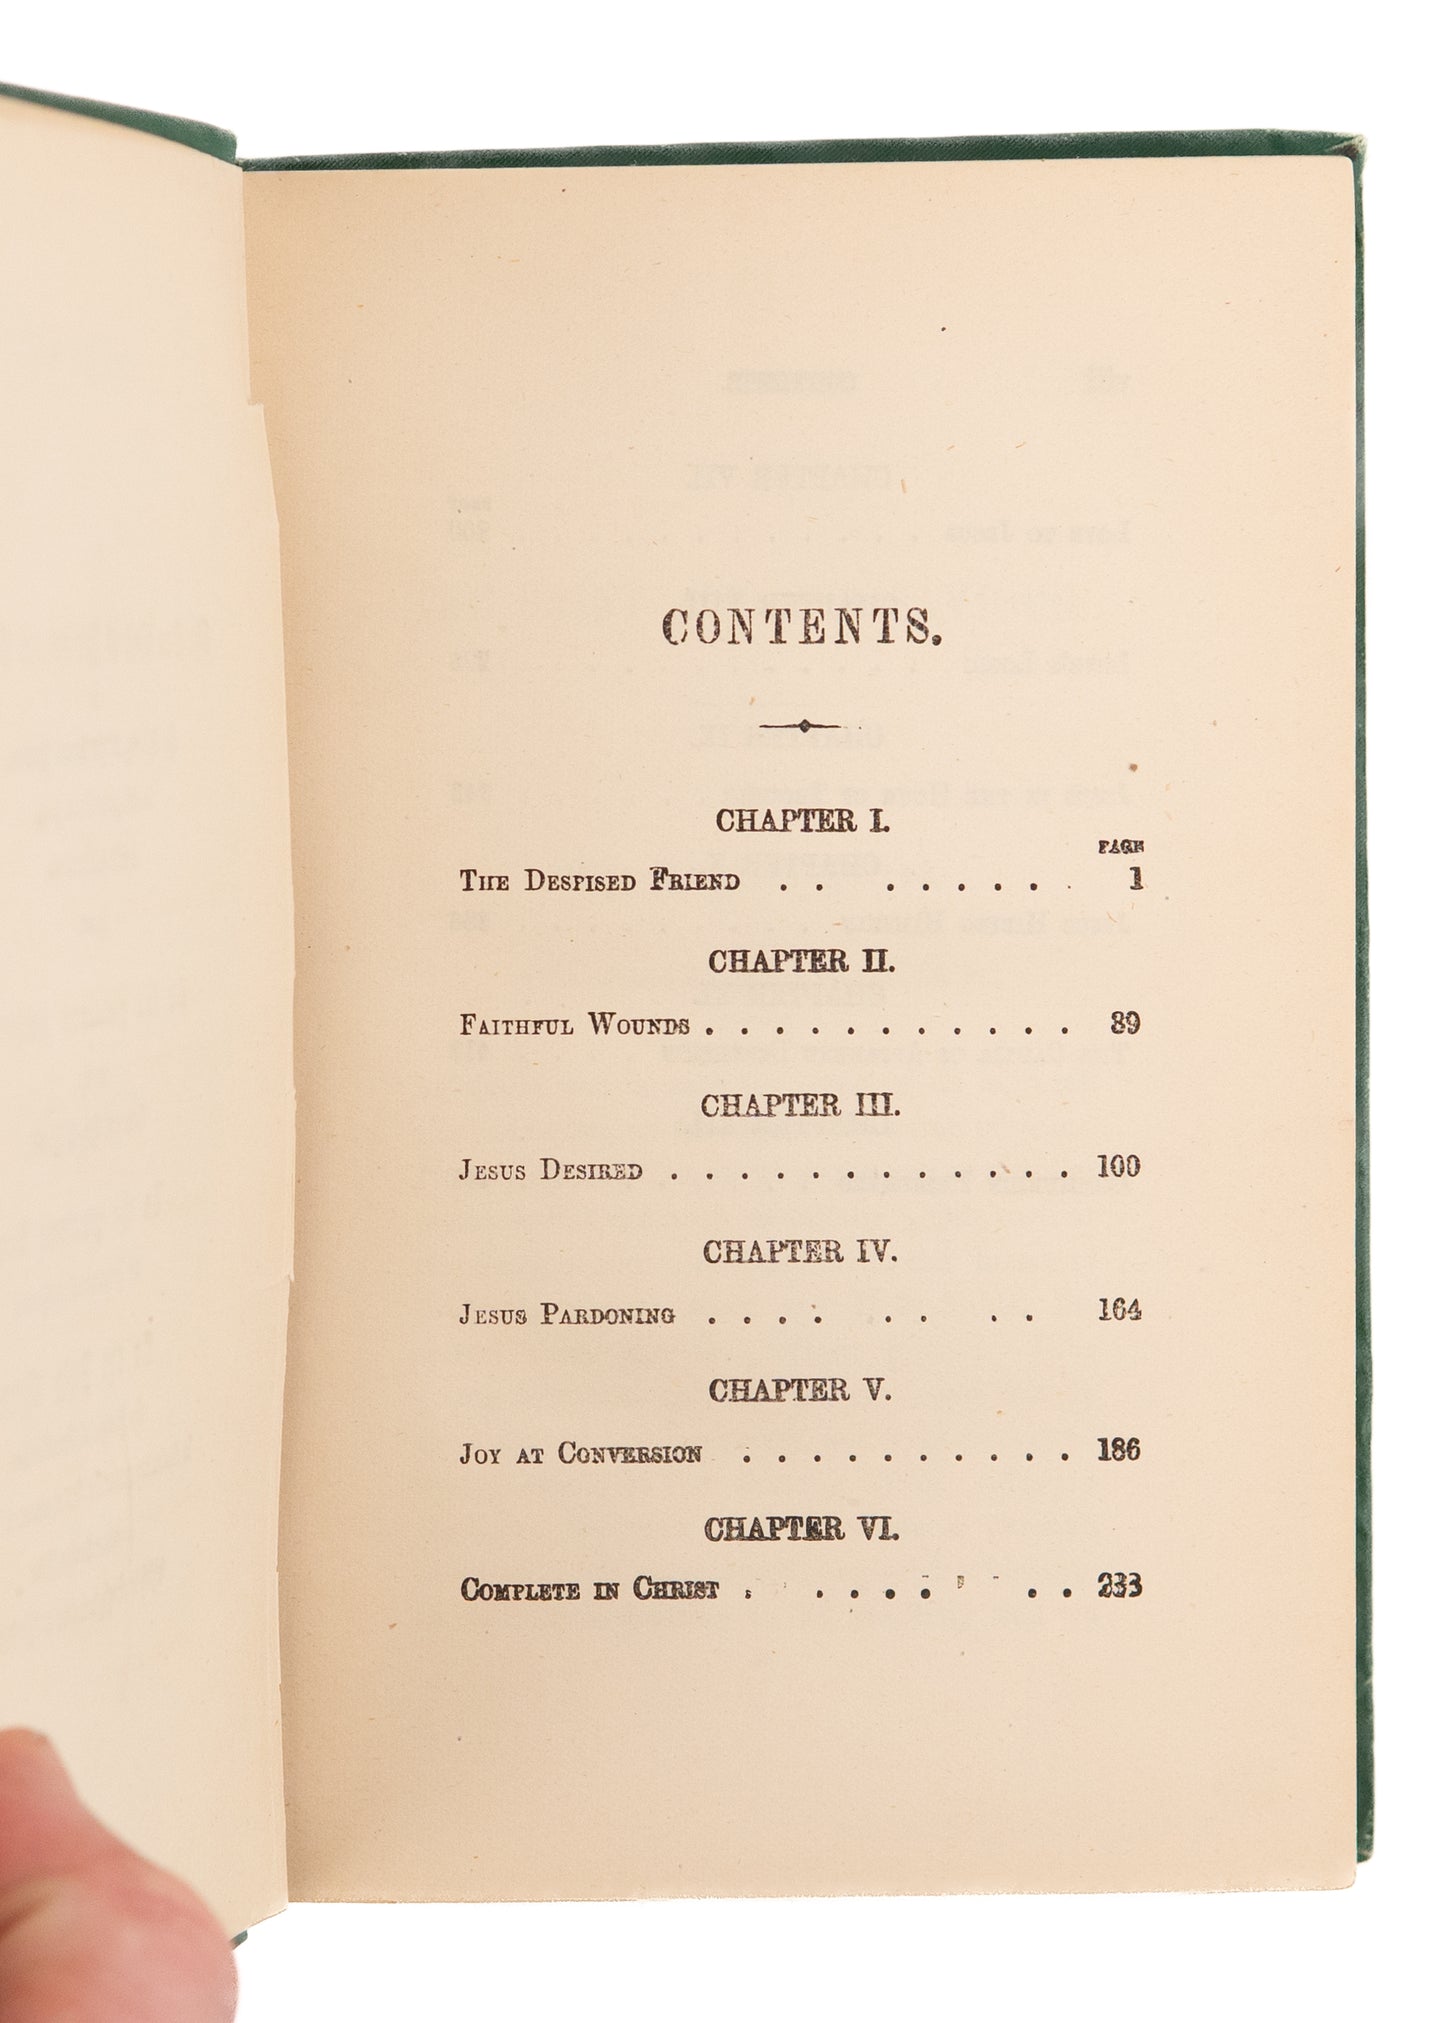 CONTENTS.
CHAPTER I.
PAGE
THE DESPISED FRIEND . . . . . . . . . 1
CHAPTER II.
FAITHFUL WOUNDS . . . . . . . . . . . 89
CHAPTER III.
JESUS DESIRED . . . . . . . . . . . . 100
CHAPTER IV.
JESUS PARDONING . . . . . . . . 164
CHAPTER V.
JOY AT CONVERSION . . . . . . . . . . 186
CHAPTER VI.
COMPLETE IN CHRIST . . . . . . . 233